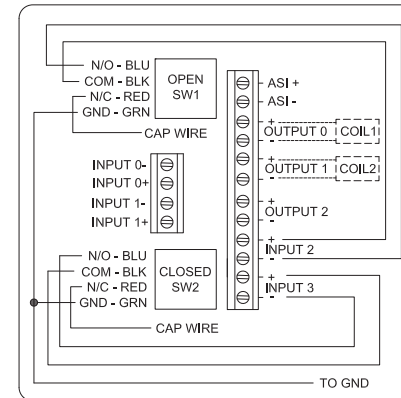 N/O - BLU
COM - BLK
N/C - RED
GND - GRN
CAP WIRE
OPEN
SW1
INPUT 0-
INPUT 0+
INPUT 1-
INPUT 1+
N/O - BLU
COM - BLK
N/C - RED
GND - GRN
CAP WIRE
CLOSED
SW2
ASI +
ASI -
+
OUTPUT 0
-
COIL1
+
OUTPUT 1
-
COIL2
+
OUTPUT 2
-
+
INPUT 2
-
+
INPUT 3
-
TO GND